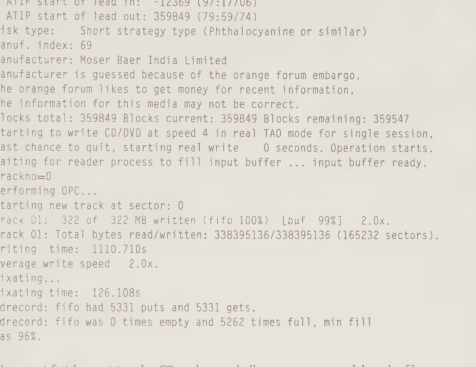 ATIP start of lead in: -12369 (97:17/06)
ATIP start of lead out: 359849 (79:59/74)
isk type: Short strategy type (Phthalocyanine or similar)
anuf. index: 69
anufacturer: Moser Baer India Limited
anufacturer is guessed because of the orange forum embargo.
he orange forum likes to get money for recent information.
he information for this media may not be correct.
locks total: 359849 Blocks current: 359849 Blocks remaining: 359547
tarting to write CD/DVD at speed 4 in real TAO mode for single session.
ast chance to quit, starting real write 0 seconds. Operation starts.
aiting for reader process to fill input buffer ... input buffer ready.
rackno=0
erforming OPC...
tarting new track at sector: 0
rack 01: 322 of 322 MB written (fifo 100%) [buf 99%] 2.0x.
rack 01: Total bytes read/written: 338395136/338395136 (165232 sectors).
riting time: 1110.710s
verage write speed 2.0x.
ixating...
ixating time: 126.108s
drecord: fifo had 5331 puts and 5331 gets.
drecord: fifo was 0 times empty and 5262 times full, min fill
as 96%.